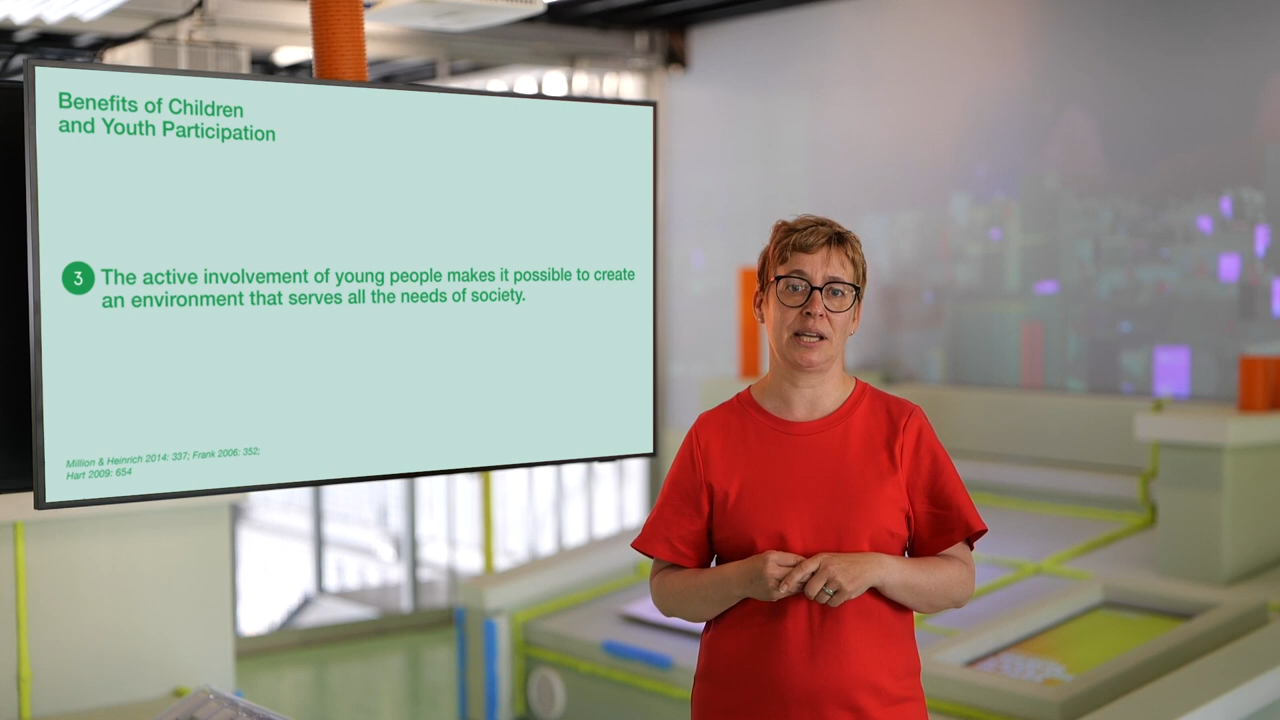 Benefits of Children
and Youth Participation
3 The active involvement of young people makes it possible to create
an environment that serves all the needs of society.
Million & Heinrich 2014: 337; Frank 2006: 352;
Hart 2009: 654